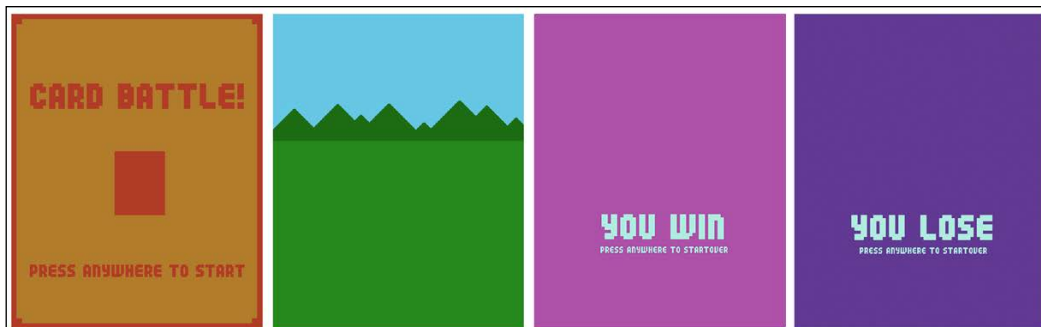 CARD BATTLE!
PRESS ANYWHERE TO START
YOU WIN
PRESS ANYWHERE TO STARTOVER
YOU LOSE
PRESS ANYWHERE TO STARTOVER